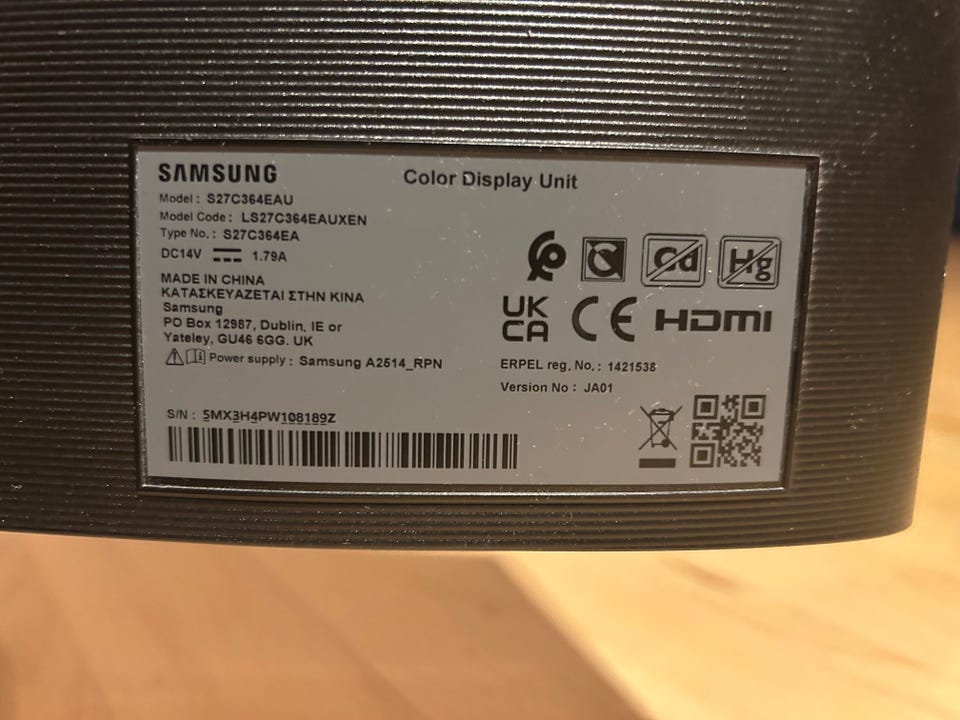 SAMSUNG
Color Display Unit
Model : S27C364EAU
Model Code : LS27C364EAUXEN
Type No. : S27C364EA
DC14V 1.79A
MADE IN CHINA
ΚΑΤΑΣΚΕΥΑΖΕΤΑΙ ΣΤΗΝ ΚΙΝΑ
Samsung
PO Box 12987, Dublin, IE or
Yateley, GU46 6GG. UK
Power supply : Samsung A2514_RPN
S/N : 5MX3H4PW108189Z
Cd
Hg
UK
CA
CE
HDMI
ERPEL reg. No. : 1421538
Version No : JA01